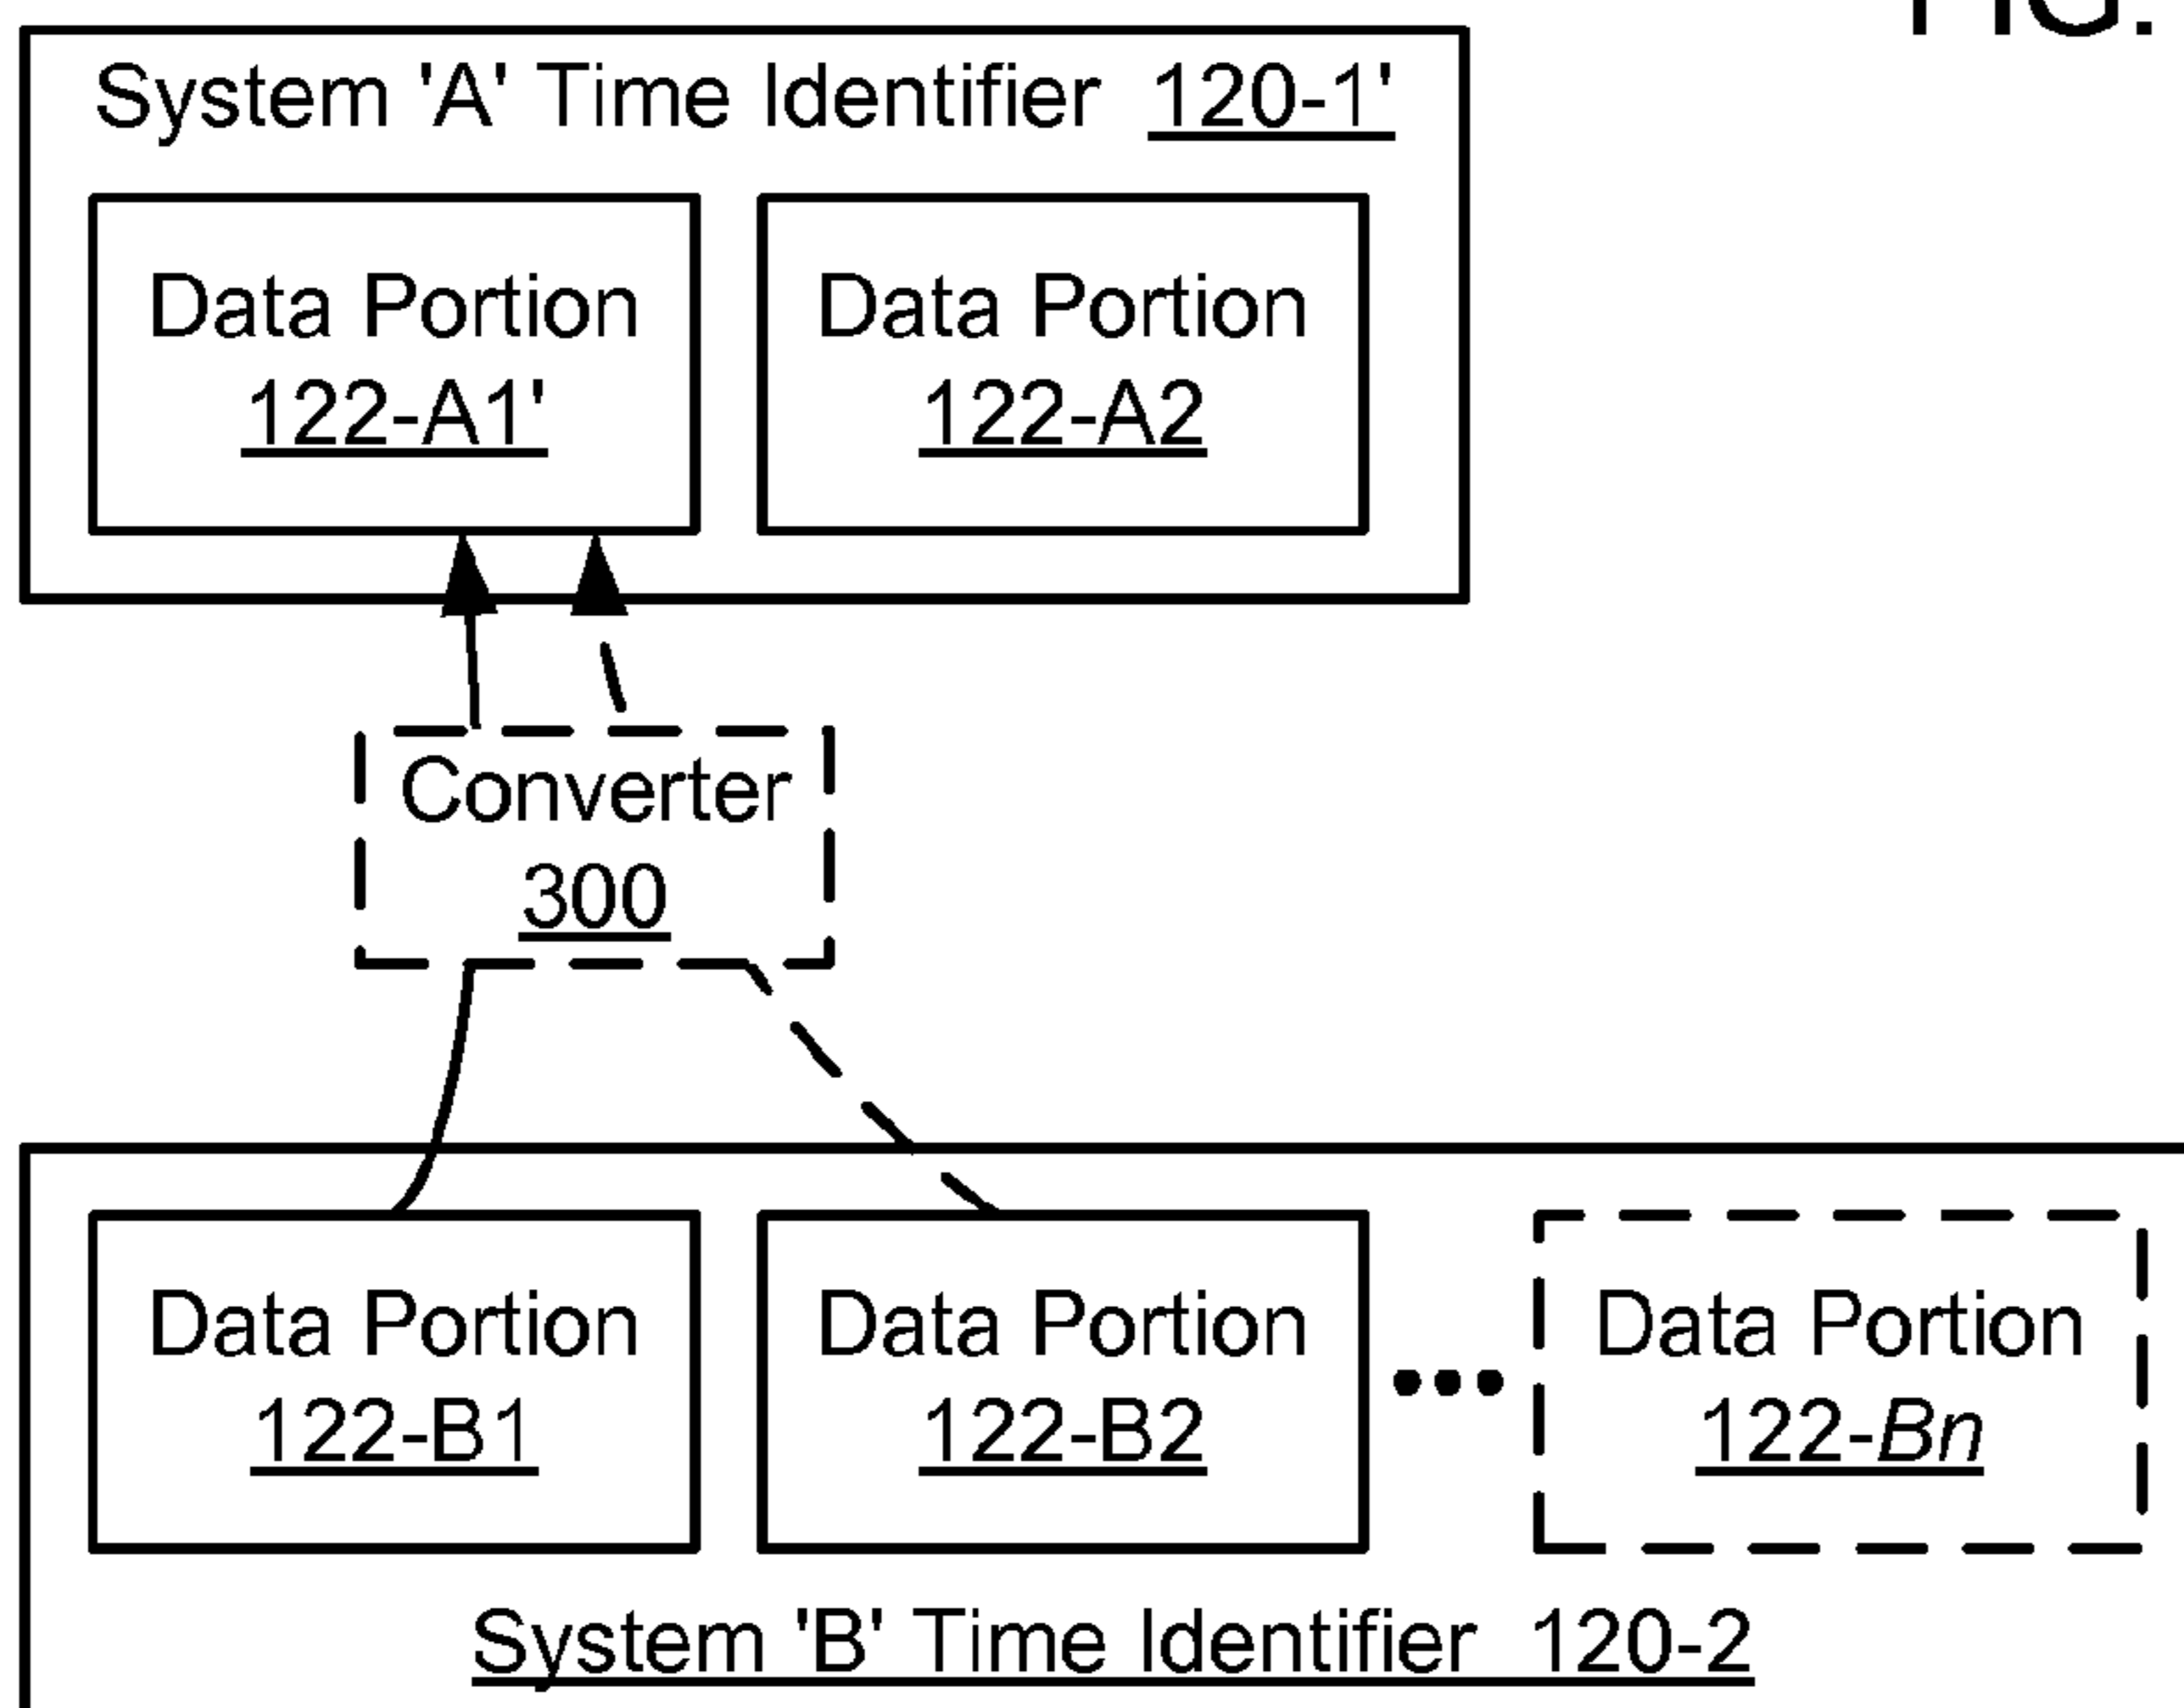 FIG.
System 'A' Time Identifier 120-1'
Data Portion
122-A1'
Data Portion
122-A2
Converter
300
Data Portion
122-B1
Data Portion
122-B2
•••
Data Portion
122-Bn
System 'B' Time Identifier 120-2